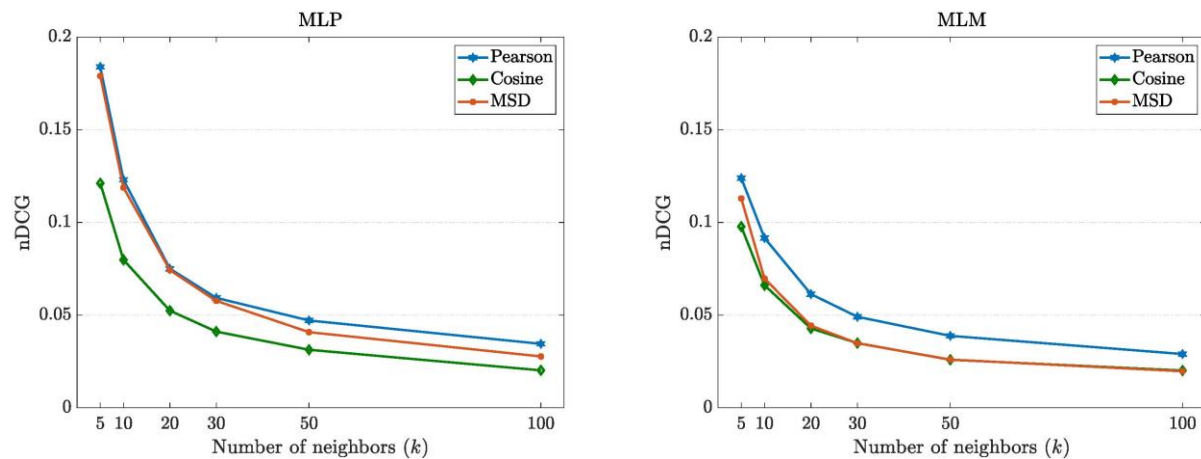 MLP
0.2
0.15
0.1
0.05
0
nDCG
5 10 20 30 50 100
Number of neighbors (k)
Pearson
Cosine
MSD
MLM
0.2
0.15
0.1
0.05
0
nDCG
5 10 20 30 50 100
Number of neighbors (k)
Pearson
Cosine
MSD